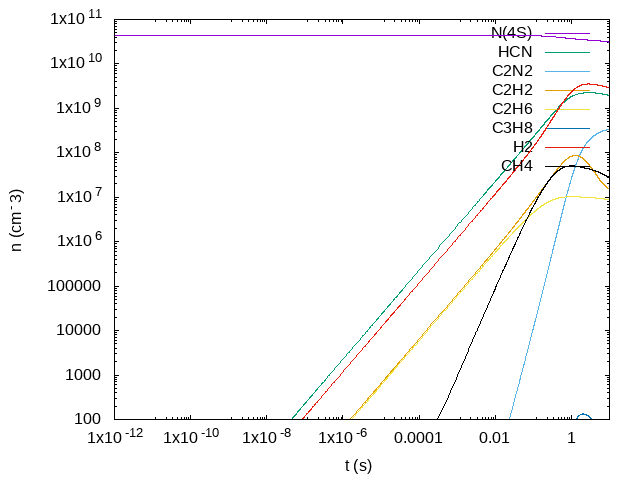 1x10^11
1x10^10
1x10^9
1x10^8
1x10^7
1x10^6
100000
10000
1000
100
n (cm^-3)
N(4S)
HCN
C2N2
C2H2
C2H6
C3H8
H2
CH4
1x10^-12 1x10^-10 1x10^-8 1x10^-6 0.0001 0.01 1
t (s)